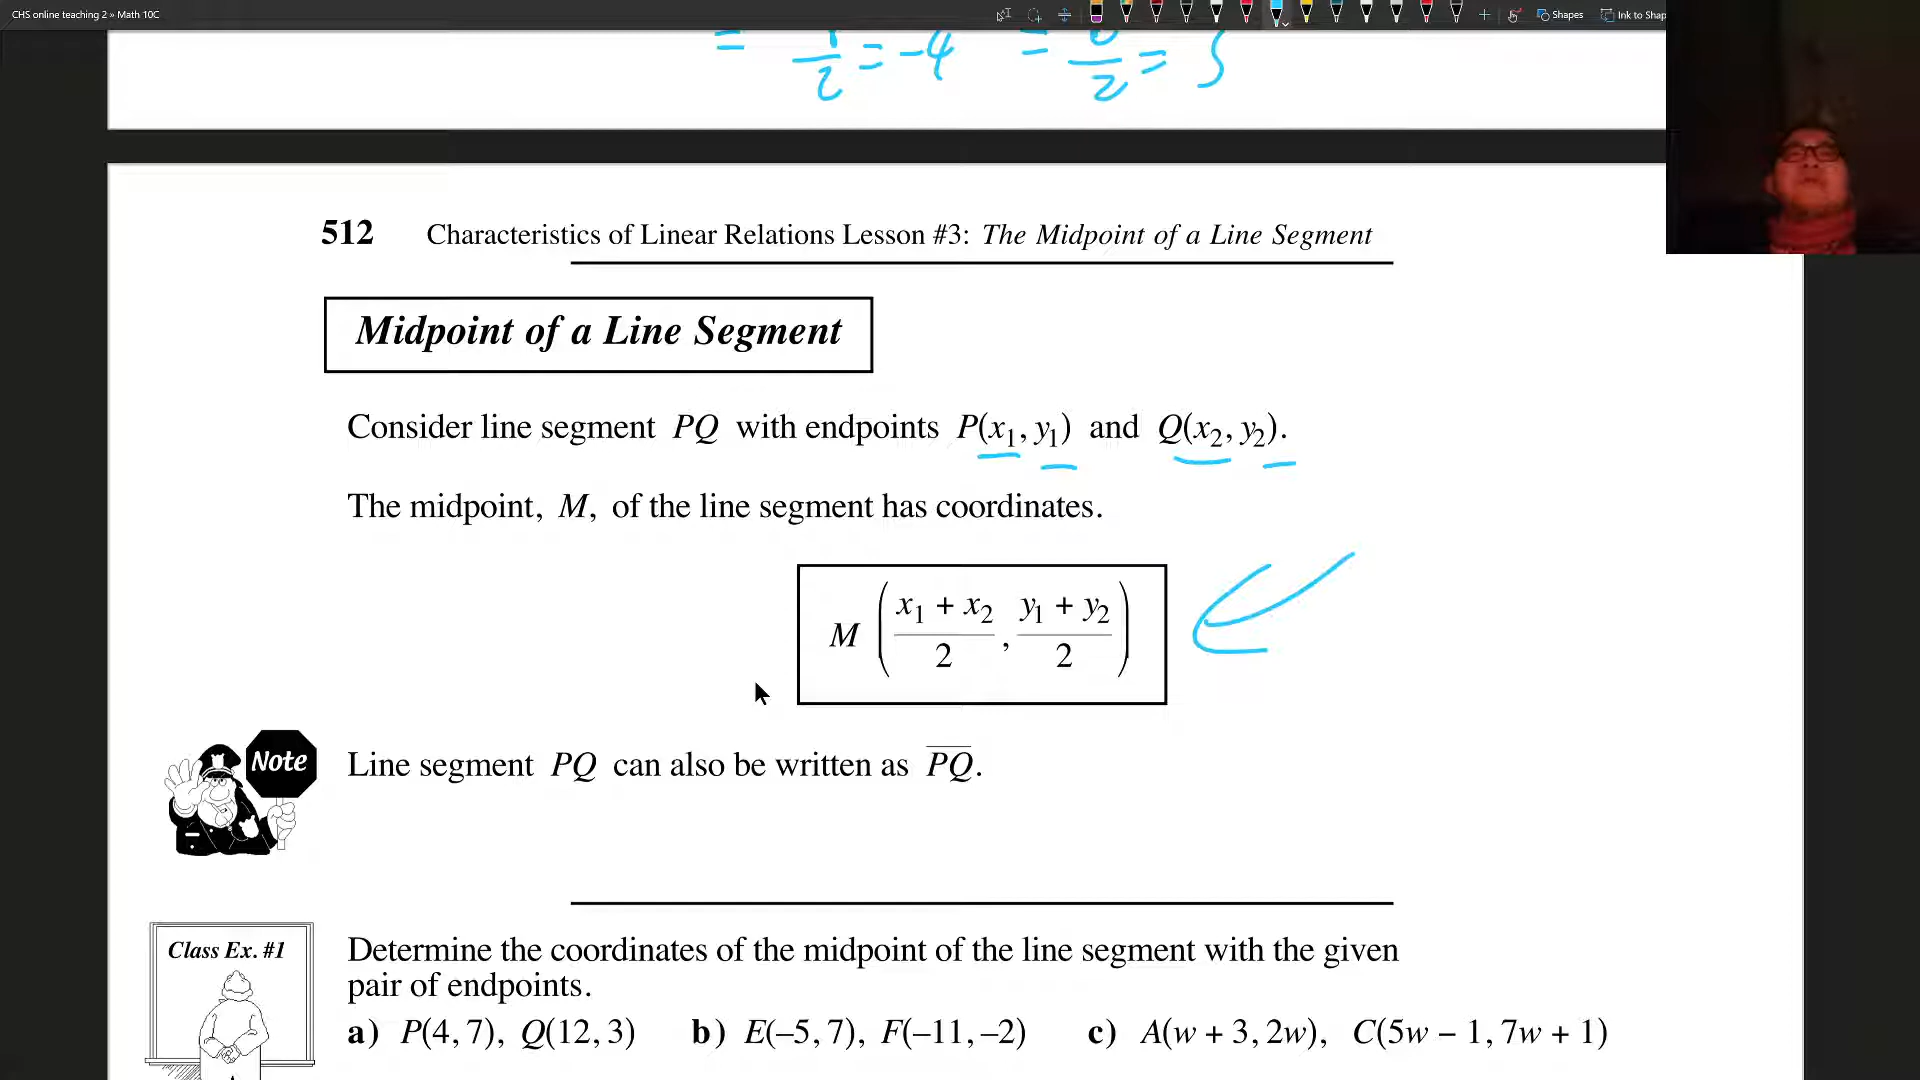 CHS online teaching 2 » Math 10C
Shapes
Ink to Shap
= /2 = -4 = /2 = 5
512 Characteristics of Linear Relations Lesson #3: The Midpoint of a Line Segment
Midpoint of a Line Segment
Consider line segment PQ with endpoints P(x₁, y₁) and Q(x₂, y₂).
The midpoint, M, of the line segment has coordinates.
M ( (x₁ + x₂)/2 , (y₁ + y₂)/2 )
Note
Line segment PQ can also be written as P̅Q̅.
Class Ex. #1
Determine the coordinates of the midpoint of the line segment with the given
pair of endpoints.
a) P(4, 7), Q(12, 3) b) E(–5, 7), F(–11, –2) c) A(w + 3, 2w), C(5w − 1, 7w + 1)